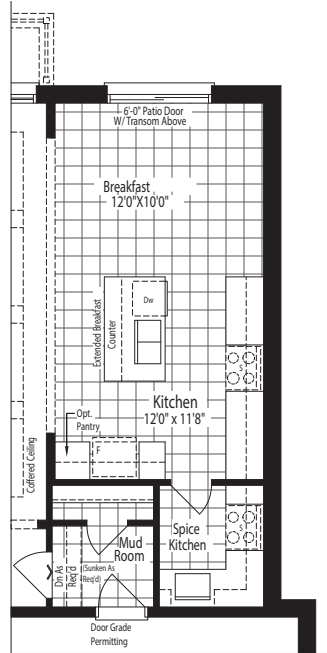 6'-0" Patio Door
W/ Transom Above
Breakfast
12'0"X10'0"
Dw
Extended Breakfast
Counter
S
Kitchen
12'0" x 11'8"
Opt.
Pantry
F
Coffered Ceiling
S
Spice
Kitchen
Mud
Room
(Sunken As
Req'd)
Dn As
Req'd
Door Grade
Permitting